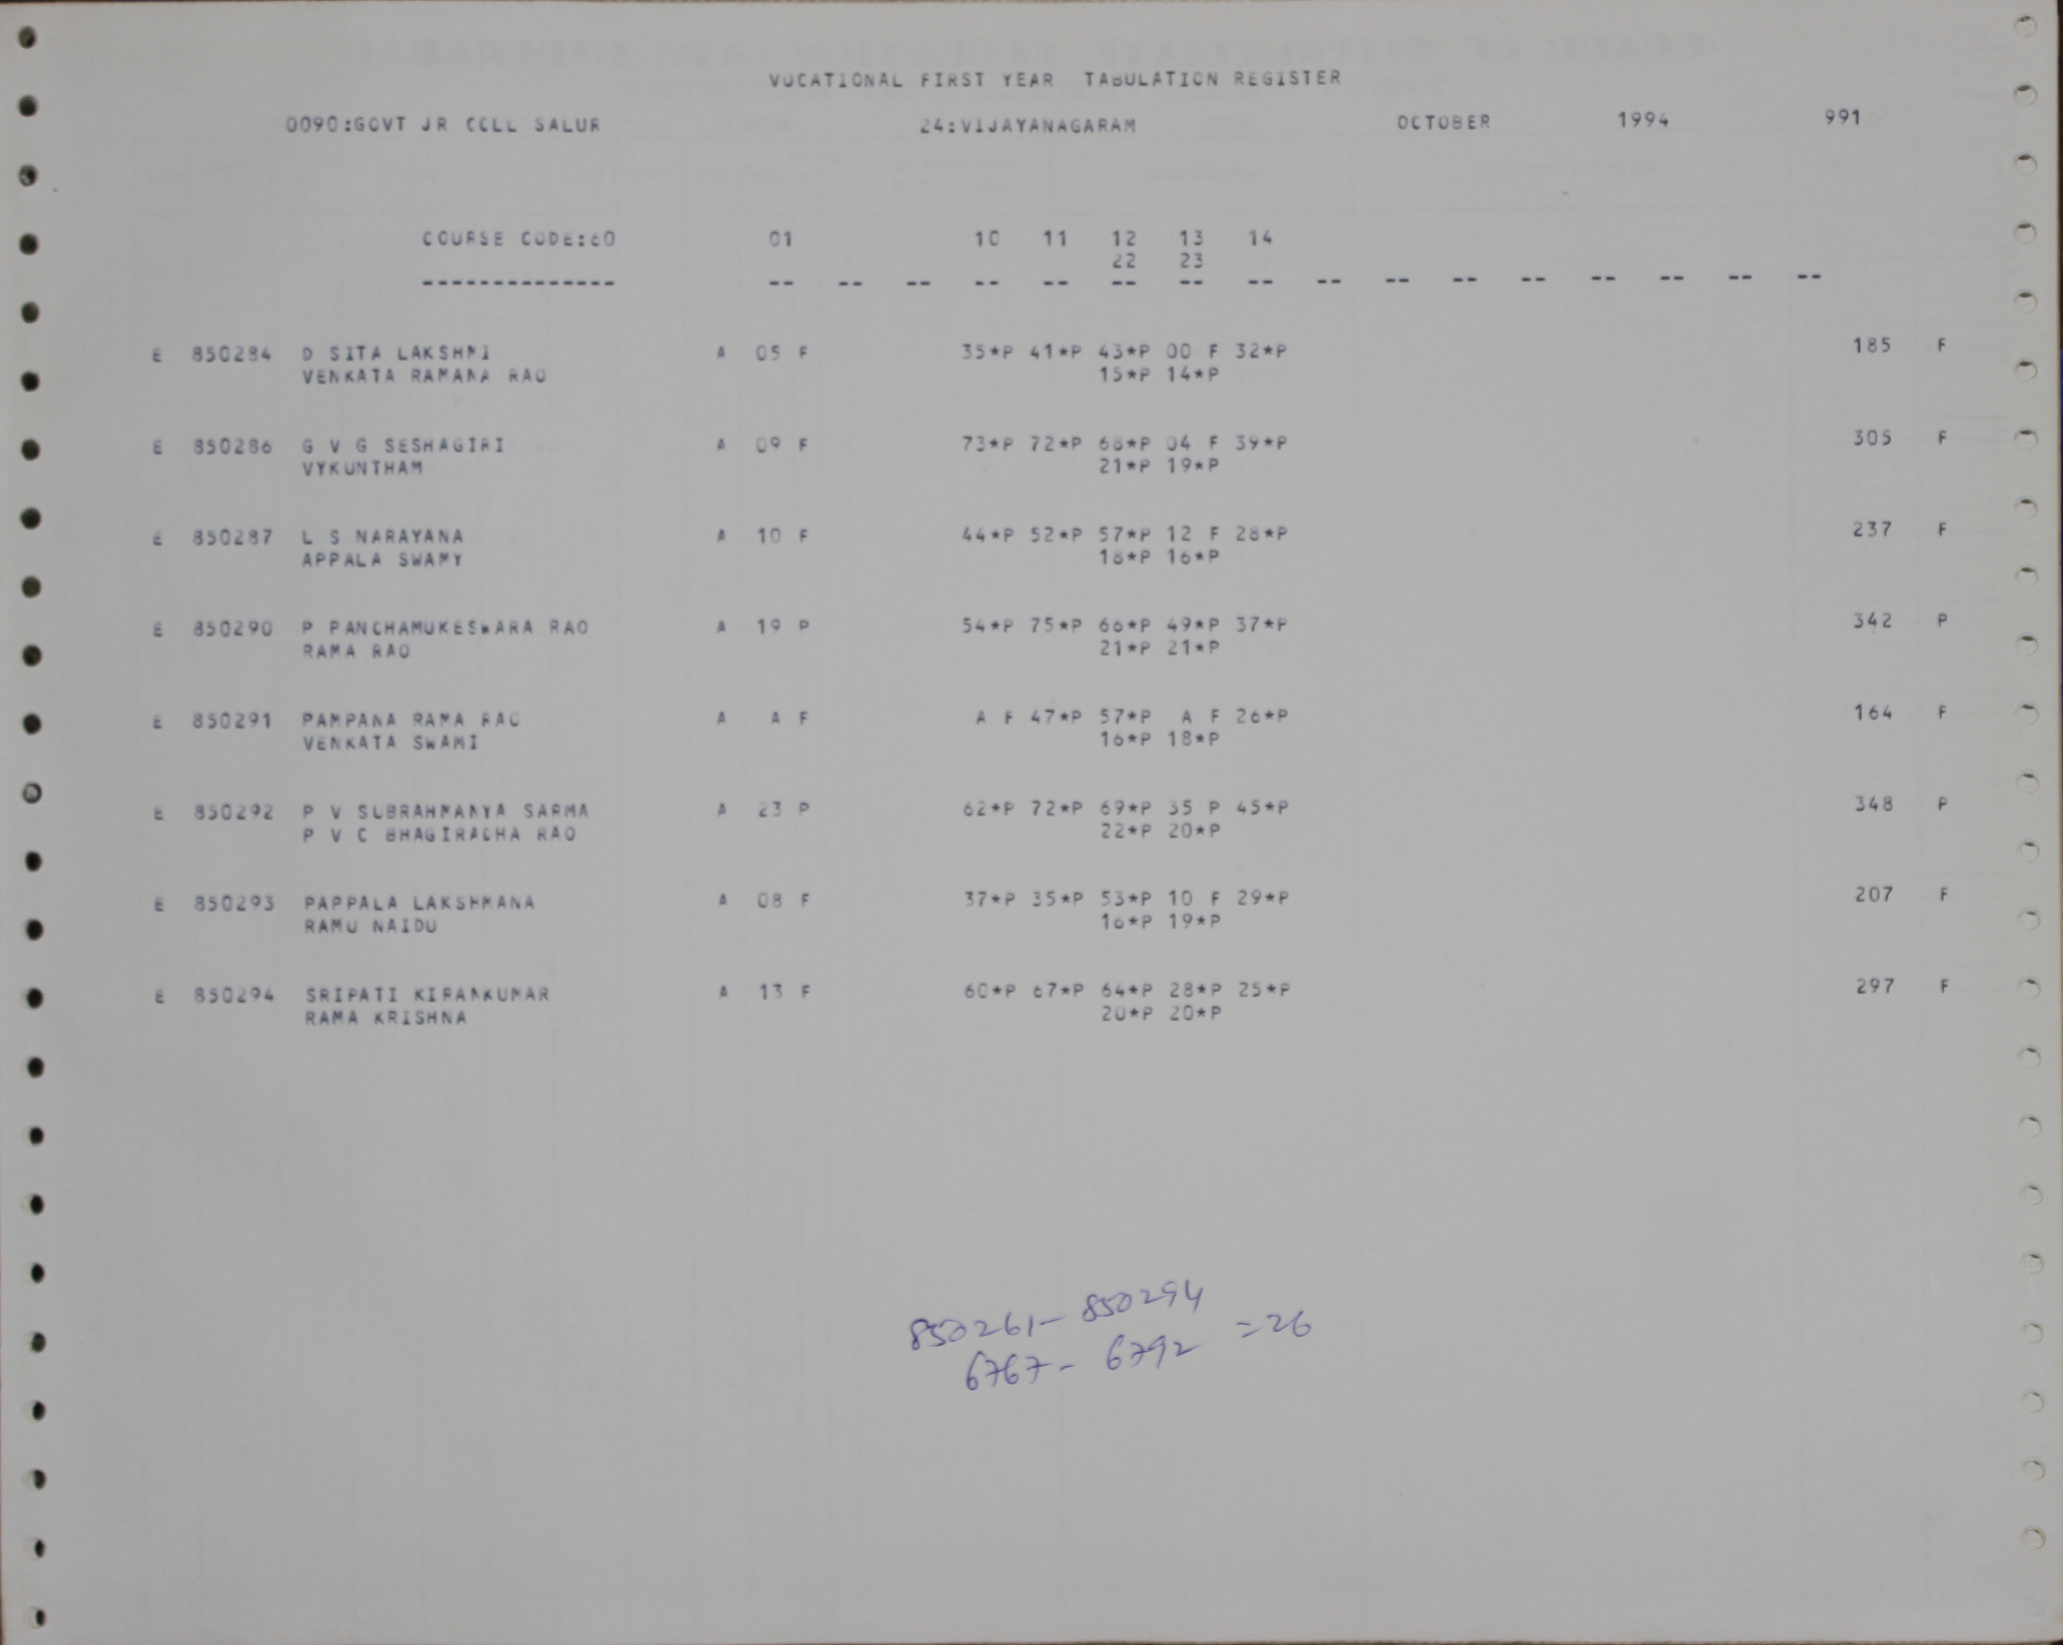 VOCATIONAL FIRST YEAR TABULATION REGISTER
0090:GOVT JR COLL SALUR 24:VIJAYANAGARAM OCTOBER 1994 991
COURSE CODE:60 01 10 11 12 13 14
22 23
-------------- -- -- -- -- -- -- -- -- -- -- -- -- -- -- -- --
E 850284 D SITA LAKSHMI A 05 F 35*P 41*P 43*P 00 F 32*P 185 F
VENKATA RAMANA RAO 15*P 14*P
E 850286 G V G SESHAGIRI A 09 F 73*P 72*P 68*P 04 F 39*P 305 F
VYKUNTHAM 21*P 19*P
E 850287 L S NARAYANA A 10 F 44*P 52*P 57*P 12 F 28*P 237 F
APPALA SWAMY 18*P 16*P
E 850290 P PANCHAMUKESWARA RAO A 19 P 54*P 75*P 66*P 49*P 37*P 342 P
RAMA RAO 21*P 21*P
E 850291 PAMPANA RAMA RAO A A F A F 47*P 57*P A F 26*P 164 F
VENKATA SWAMI 16*P 18*P
E 850292 P V SUBRAHMANYA SARMA A 23 P 62*P 72*P 69*P 35 P 45*P 348 P
P V C BHAGIRADHA RAO 22*P 20*P
E 850293 PAPPALA LAKSHMANA A 08 F 37*P 35*P 53*P 10 F 29*P 207 F
RAMU NAIDU 16*P 19*P
E 850294 SRIPATI KIRANKUMAR A 13 F 60*P 67*P 64*P 28*P 25*P 297 F
RAMA KRISHNA 20*P 20*P
850261- 850294
6767- 6792 =26